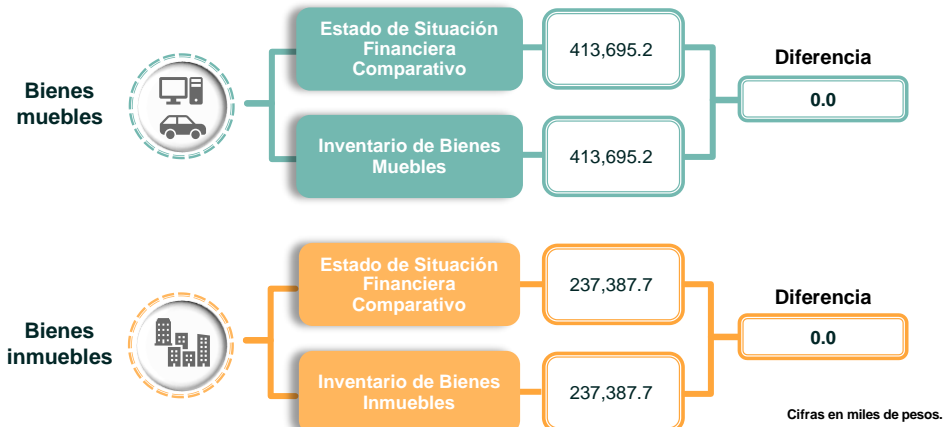 Bienes
muebles
Estado de Situación
Financiera
Comparativo
413,695.2
Inventario de Bienes
Muebles
413,695.2
Diferencia
0.0
Bienes
inmuebles
Estado de Situación
Financiera
Comparativo
237,387.7
Inventario de Bienes
Inmuebles
237,387.7
Diferencia
0.0
Cifras en miles de pesos.